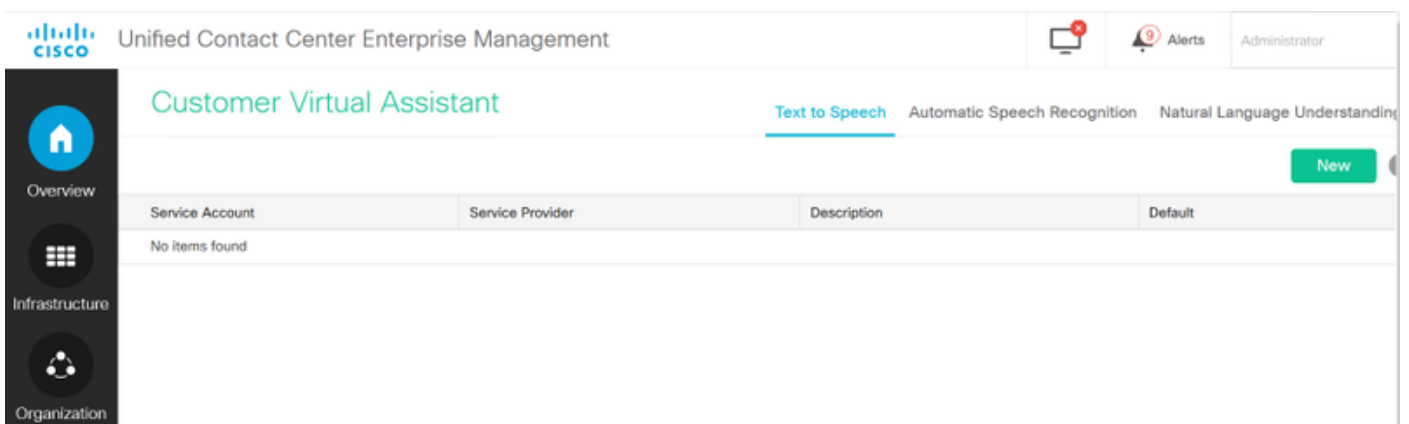 CISCO
Unified Contact Center Enterprise Management
9
Alerts
Administrator
Customer Virtual Assistant
Text to Speech
Automatic Speech Recognition
Natural Language Understanding
New
Overview
Service Account
Service Provider
Description
Default
No items found
Infrastructure
Organization